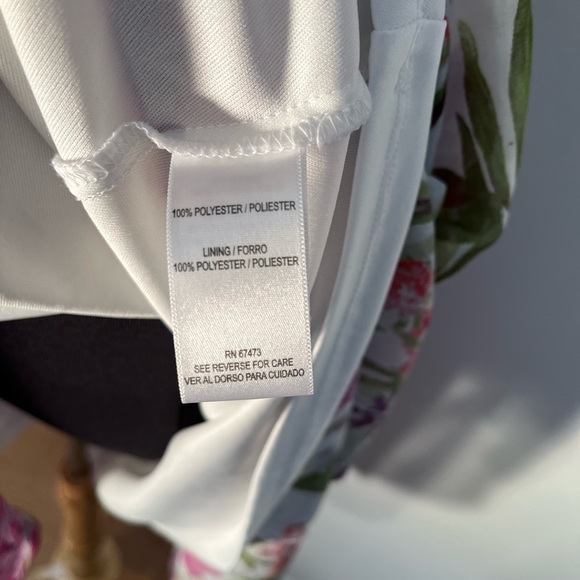 100% POLYESTER / POLIESTER
LINING / FORRO
100% POLYESTER / POLIESTER
RN 67473
SEE REVERSE FOR CARE
VER AL DORSO PARA CUIDADO